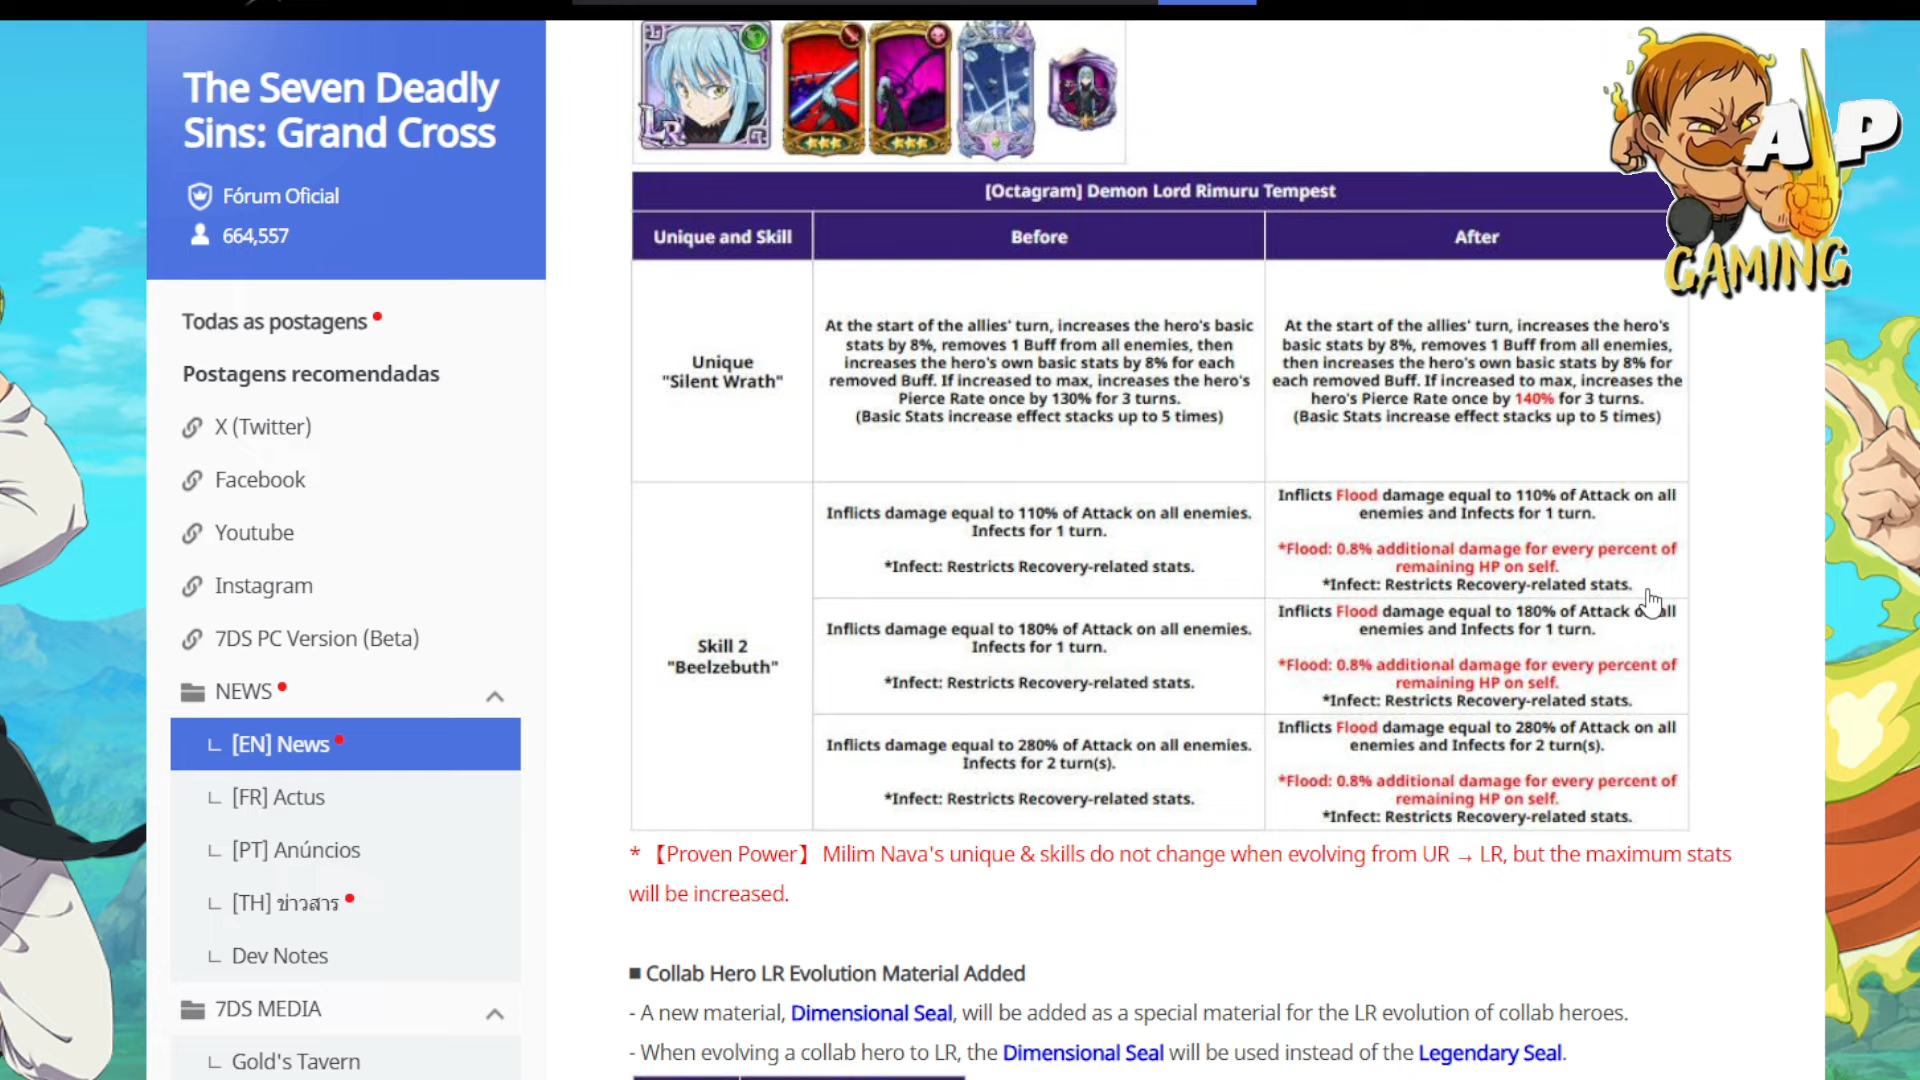 The Seven Deadly
Sins: Grand Cross
Fórum Oficial
664,557
Todas as postagens
Postagens recomendadas
X (Twitter)
Facebook
Youtube
Instagram
7DS PC Version (Beta)
NEWS
[EN] News
[FR] Actus
[PT] Anúncios
[TH] ข่าวสาร
Dev Notes
7DS MEDIA
Gold's Tavern
LR
[Octagram] Demon Lord Rimuru Tempest
Unique and Skill
Before
After
Unique
"Silent Wrath"
At the start of the allies' turn, increases the hero's basic
stats by 8%, removes 1 Buff from all enemies, then
increases the hero's own basic stats by 8% for each
removed Buff. If increased to max, increases the hero's
Pierce Rate once by 130% for 3 turns.
(Basic Stats increase effect stacks up to 5 times)
At the start of the allies' turn, increases the hero's
basic stats by 8%, removes 1 Buff from all enemies,
then increases the hero's own basic stats by 8% for
each removed Buff. If increased to max, increases the
hero's Pierce Rate once by 140% for 3 turns.
(Basic Stats increase effect stacks up to 5 times)
Skill 2
"Beelzebuth"
Inflicts damage equal to 110% of Attack on all enemies.
Infects for 1 turn.
*Infect: Restricts Recovery-related stats.
Inflicts Flood damage equal to 110% of Attack on all
enemies and Infects for 1 turn.
*Flood: 0.8% additional damage for every percent of
remaining HP on self.
*Infect: Restricts Recovery-related stats.
Inflicts damage equal to 180% of Attack on all enemies.
Infects for 1 turn.
*Infect: Restricts Recovery-related stats.
Inflicts Flood damage equal to 180% of Attack on all
enemies and Infects for 1 turn.
*Flood: 0.8% additional damage for every percent of
remaining HP on self.
*Infect: Restricts Recovery-related stats.
Inflicts damage equal to 280% of Attack on all enemies.
Infects for 2 turn(s).
*Infect: Restricts Recovery-related stats.
Inflicts Flood damage equal to 280% of Attack on all
enemies and Infects for 2 turn(s).
*Flood: 0.8% additional damage for every percent of
remaining HP on self.
*Infect: Restricts Recovery-related stats.
* 【Proven Power】 Milim Nava's unique & skills do not change when evolving from UR → LR, but the maximum stats
will be increased.
■ Collab Hero LR Evolution Material Added
- A new material, Dimensional Seal, will be added as a special material for the LR evolution of collab heroes.
- When evolving a collab hero to LR, the Dimensional Seal will be used instead of the Legendary Seal.
AP
GAMING